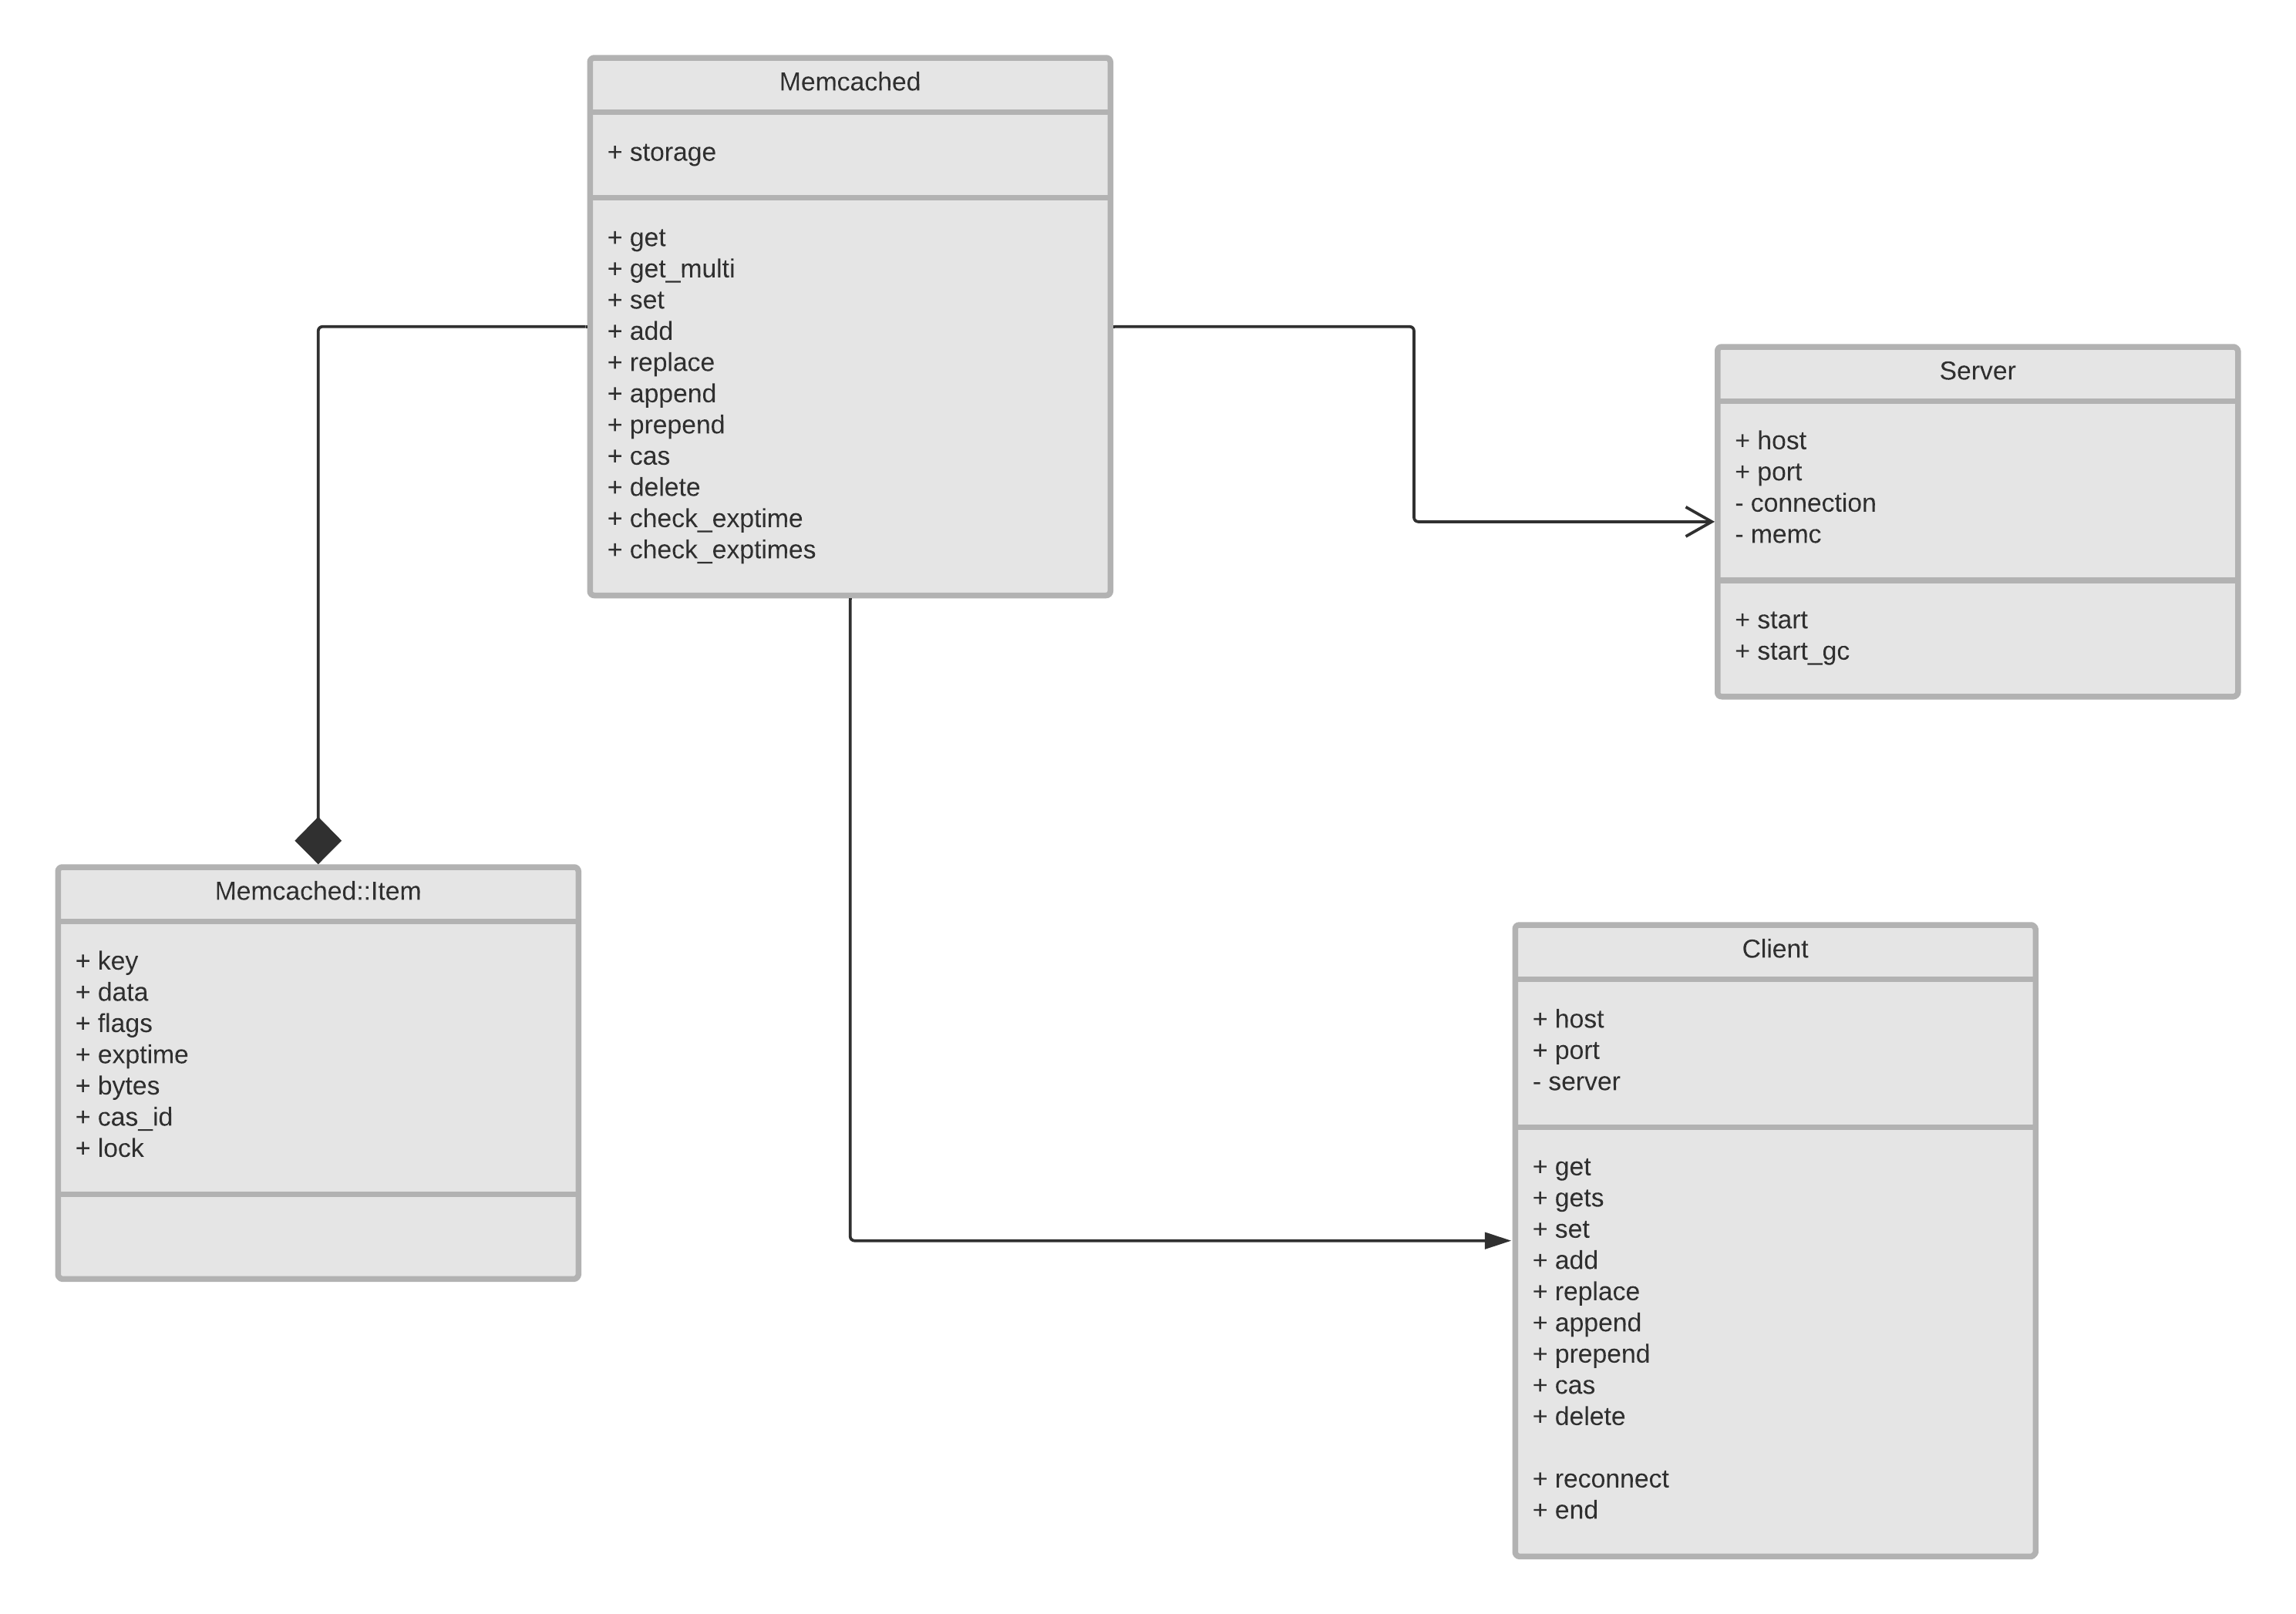 Memcached
+ storage
+ get
+ get_multi
+ set
+ add
+ replace
+ append
+ prepend
+ cas
+ delete
+ check_exptime
+ check_exptimes
Server
+ host
+ port
- connection
- memc
+ start
+ start_gc
Memcached::Item
+ key
+ data
+ flags
+ exptime
+ bytes
+ cas_id
+ lock
Client
+ host
+ port
- server
+ get
+ gets
+ set
+ add
+ replace
+ append
+ prepend
+ cas
+ delete
+ reconnect
+ end